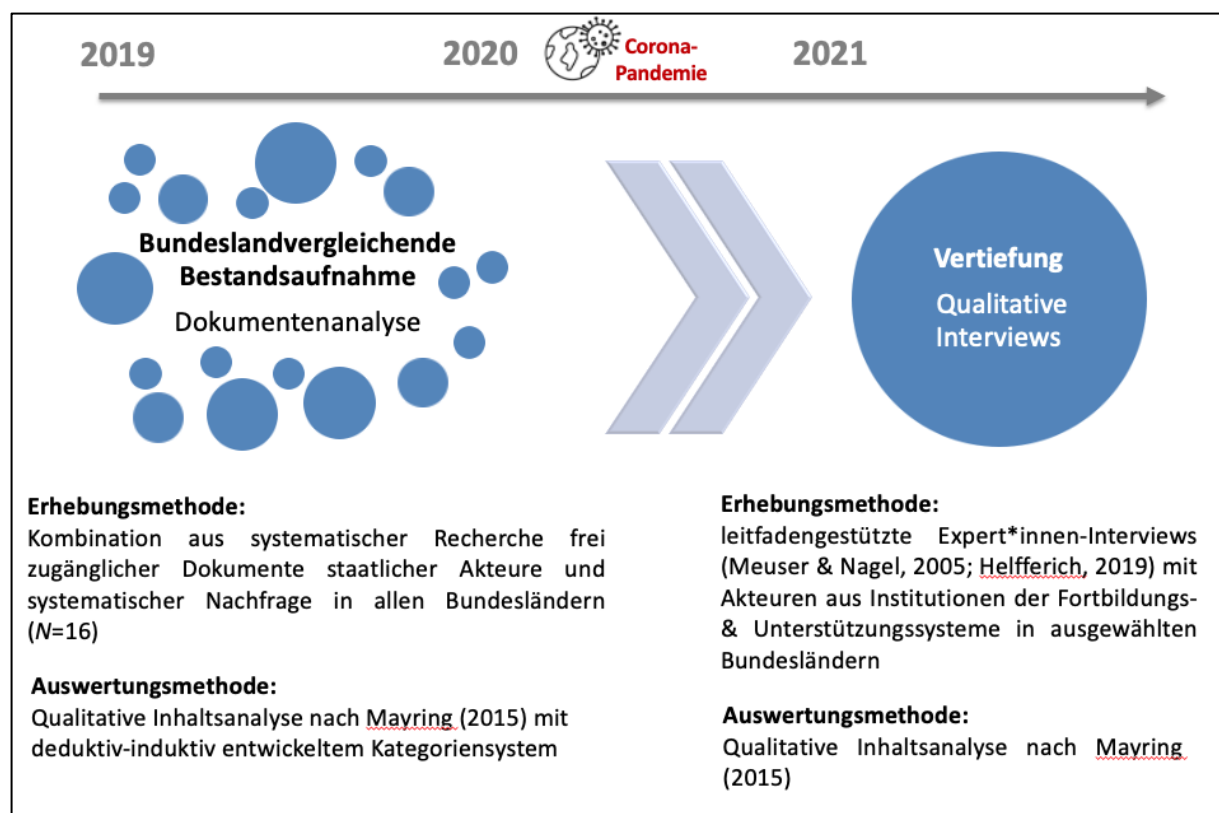 2019
2020
Corona-
Pandemie
2021
Bundeslandvergleichende
Bestandsaufnahme
Dokumentenanalyse
Vertiefung
Qualitative
Interviews
Erhebungsmethode:
Kombination aus systematischer Recherche frei
zugänglicher Dokumente staatlicher Akteure und
systematischer Nachfrage in allen Bundesländern
(N=16)
Auswertungsmethode:
Qualitative Inhaltsanalyse nach Mayring (2015) mit
deduktiv-induktiv entwickeltem Kategoriensystem
Erhebungsmethode:
leitfadengestützte Expert*innen-Interviews
(Meuser & Nagel, 2005; Helfferich, 2019) mit
Akteuren aus Institutionen der Fortbildungs-
& Unterstützungssysteme in ausgewählten
Bundesländern
Auswertungsmethode:
Qualitative Inhaltsanalyse nach Mayring
(2015)